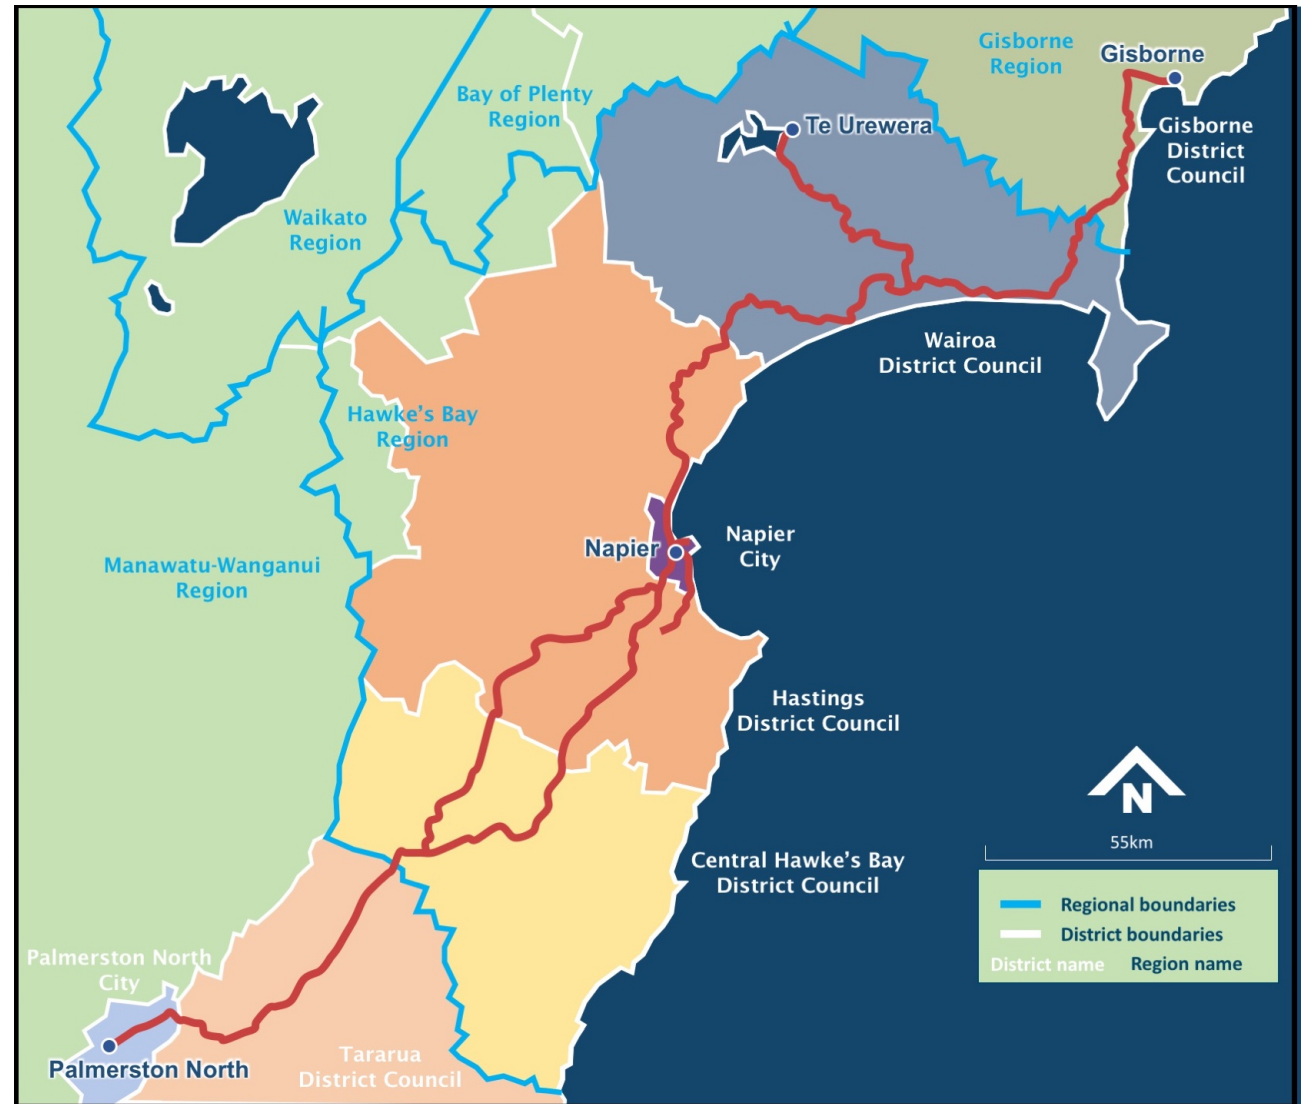 Gisborne
Region
Gisborne
Bay of Plenty
Region
Te Urewera
Gisborne
District
Council
Waikato
Region
Wairoa
District Council
Hawke's Bay
Region
Napier
Napier
City
Manawatu-Wanganui
Region
Hastings
District Council
N
55km
Central Hawke's Bay
District Council
Regional boundaries
District boundaries
District name Region name
Palmerston North
City
Palmerston North
Tararua
District Council